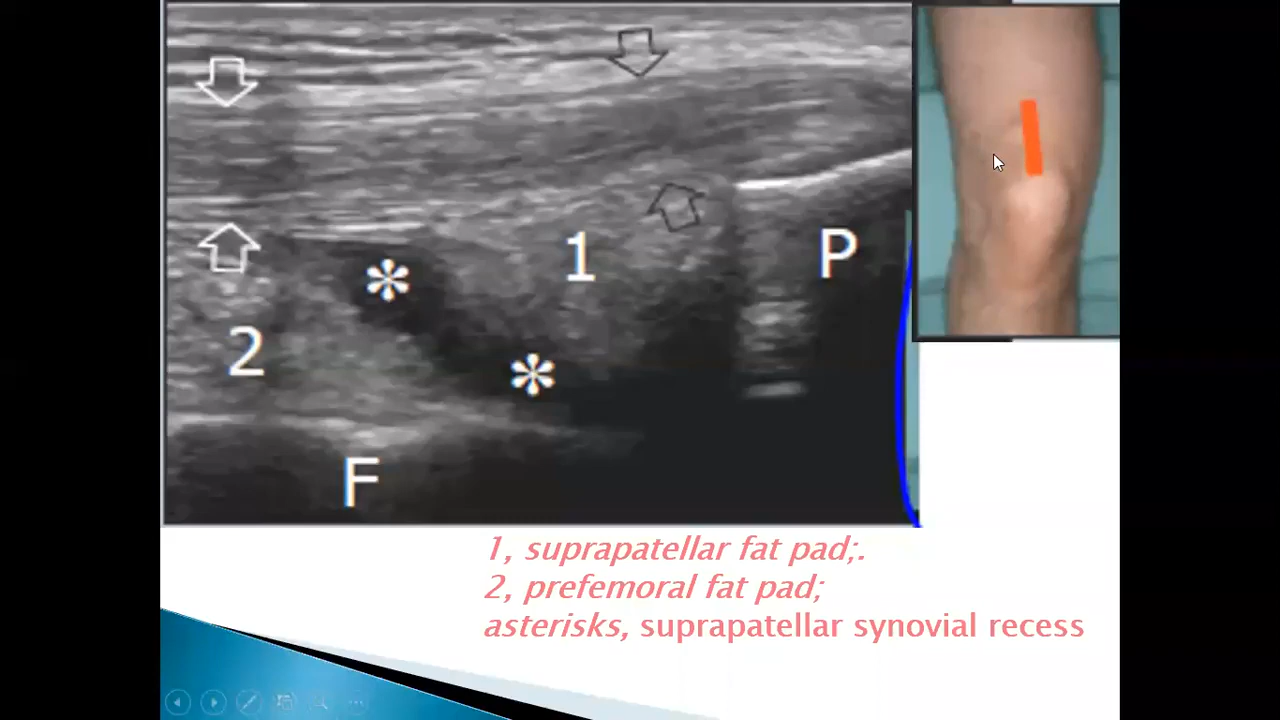 * 1 P
2 *
F
1, suprapatellar fat pad;.
2, prefemoral fat pad;
asterisks, suprapatellar synovial recess